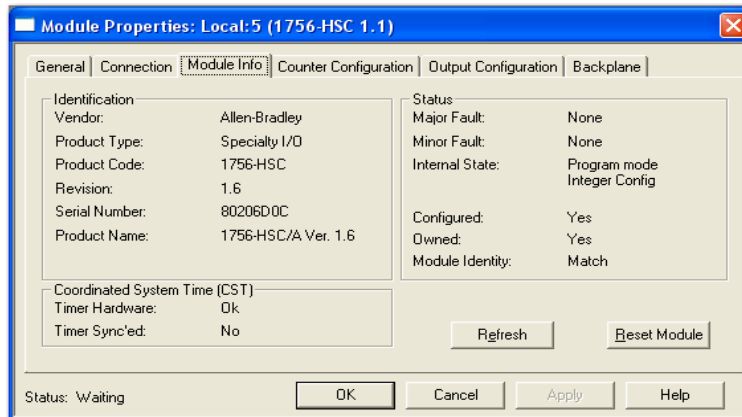 Module Properties: Local:5 (1756-HSC 1.1)
General Connection Module Info Counter Configuration Output Configuration Backplane
Identification
Vendor: Allen-Bradley
Product Type: Specialty I/O
Product Code: 1756-HSC
Revision: 1.6
Serial Number: 80206D0C
Product Name: 1756-HSC/A Ver. 1.6
Status
Major Fault: None
Minor Fault: None
Internal State: Program mode
Integer Config
Configured: Yes
Owned: Yes
Module Identity: Match
Coordinated System Time (CST)
Timer Hardware: Ok
Timer Sync'ed: No
Refresh Reset Module
Status: Waiting OK Cancel Apply Help